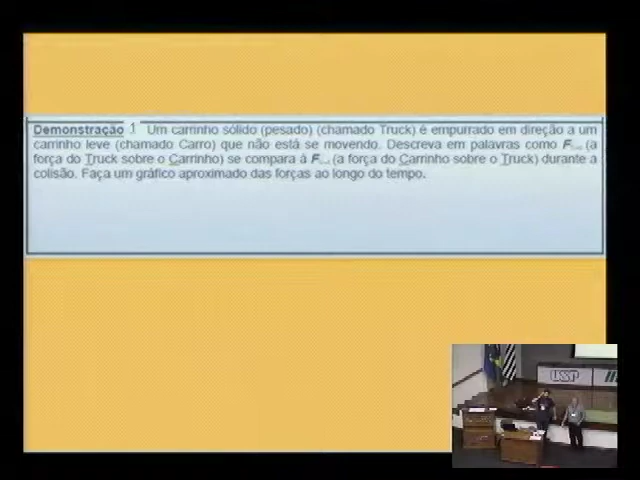 Demonstração 1 Um carrinho sólido (pesado) (chamado Truck) é empurrado em direção a um
carrinho leve (chamado Carro) que não está se movendo. Descreva em palavras como F (a
força do Truck sobre o Carrinho) se compara à F (a força do Carrinho sobre o Truck) durante a
colisão. Faça um gráfico aproximado das forças ao longo do tempo.
USP